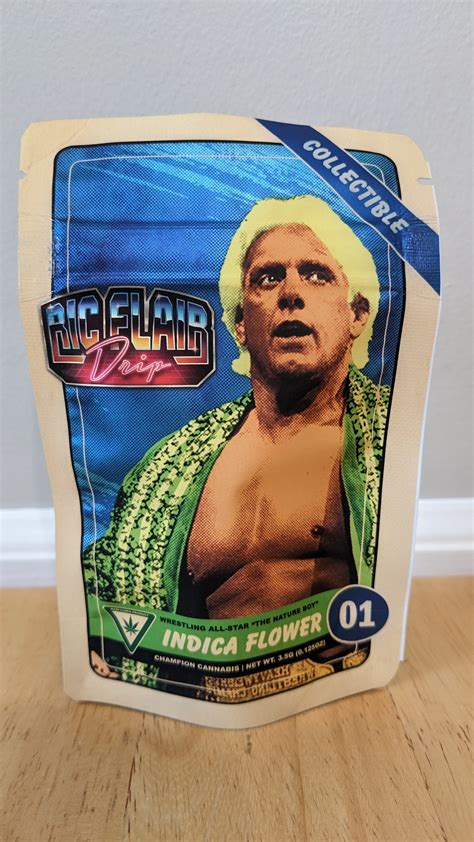 COLLECTIBLE
RIC FLAIR
Drip
WRESTLING ALL-STAR "THE NATURE BOY"
INDICA FLOWER
01
CHAMPION CANNABIS | NET WT. 3.5G (0.125OZ)